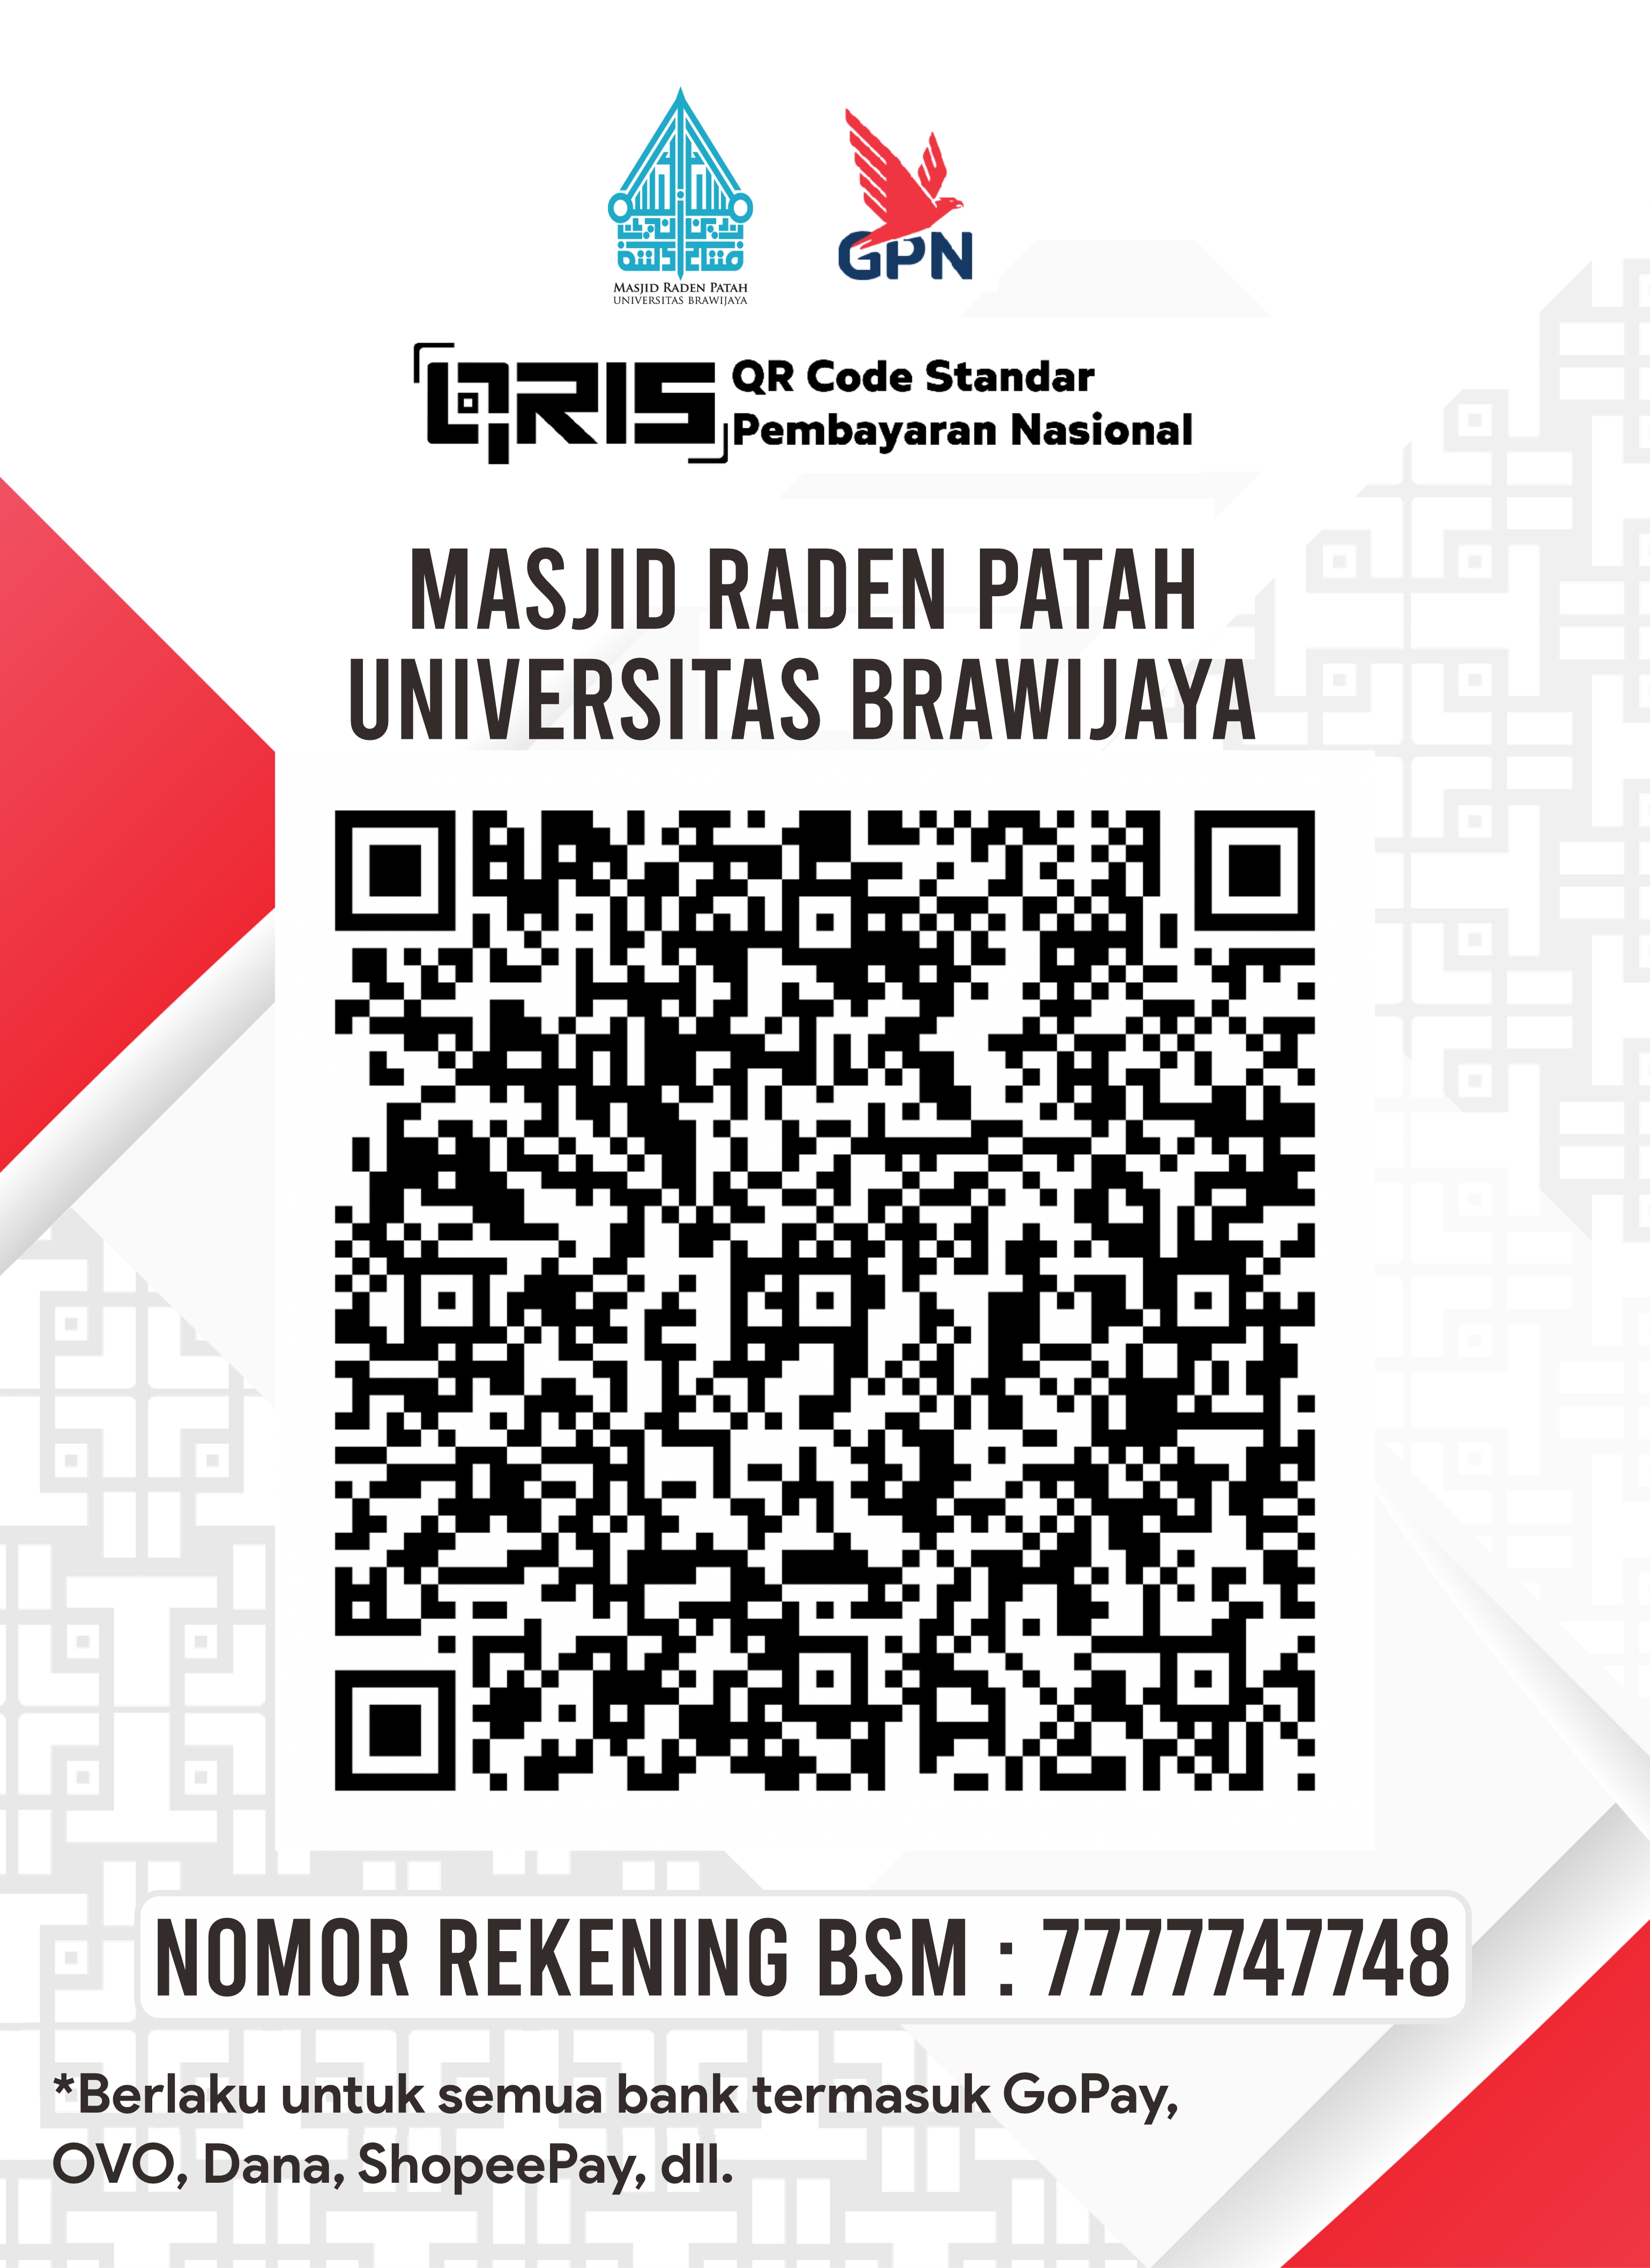 MASJID RADEN PATAH
UNIVERSITAS BRAWIJAYA
GPN
QRIS
QR Code Standar
Pembayaran Nasional
MASJID RADEN PATAH
UNIVERSITAS BRAWIJAYA
NOMOR REKENING BSM : 7777747748
*Berlaku untuk semua bank termasuk GoPay,
OVO, Dana, ShopeePay, dll.